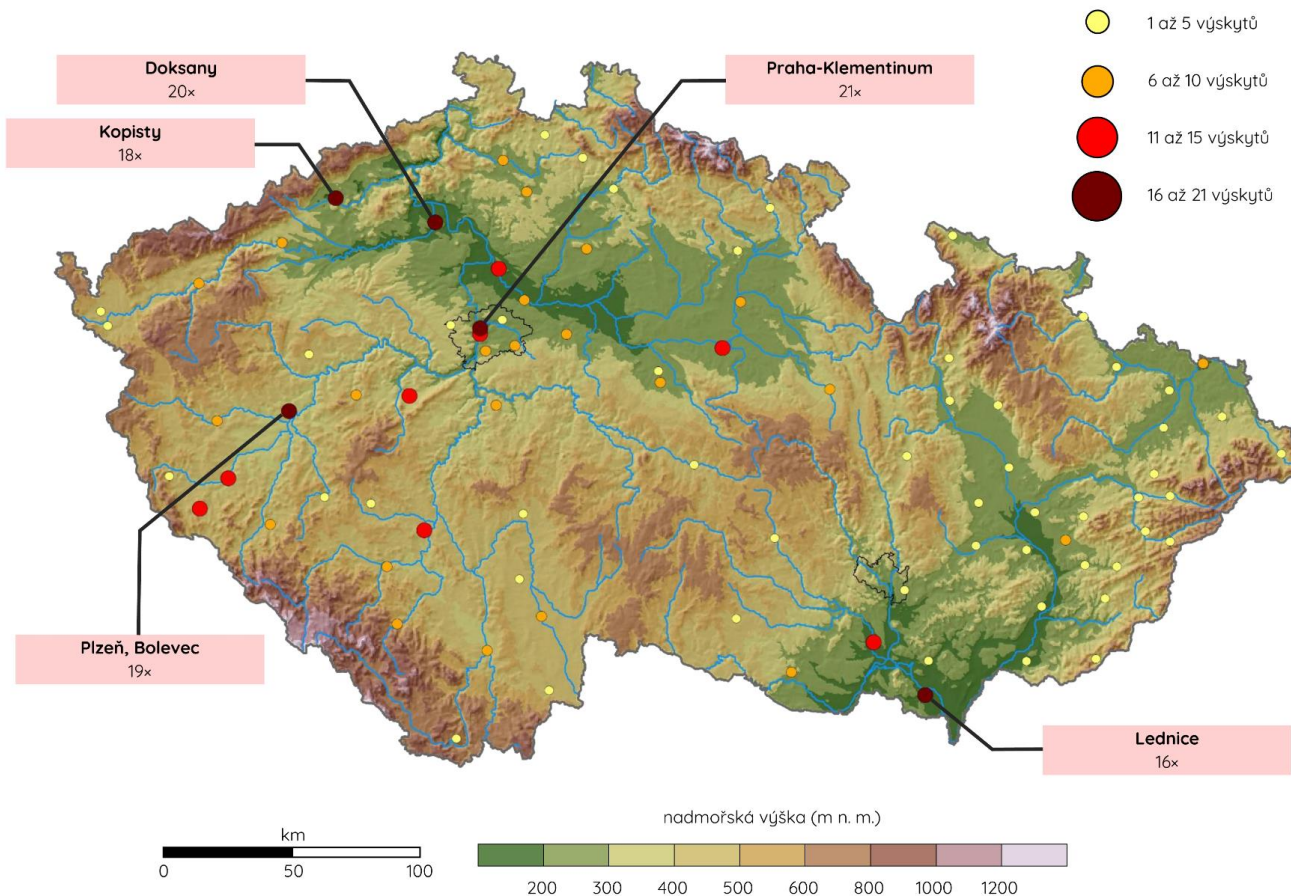 1 až 5 výskytů
6 až 10 výskytů
11 až 15 výskytů
16 až 21 výskytů
Doksany
20×
Praha-Klementinum
21×
Kopisty
18×
Plzeň, Bolevec
19×
Lednice
16×
km
0 50 100
nadmořská výška (m n. m.)
200 300 400 500 600 800 1000 1200